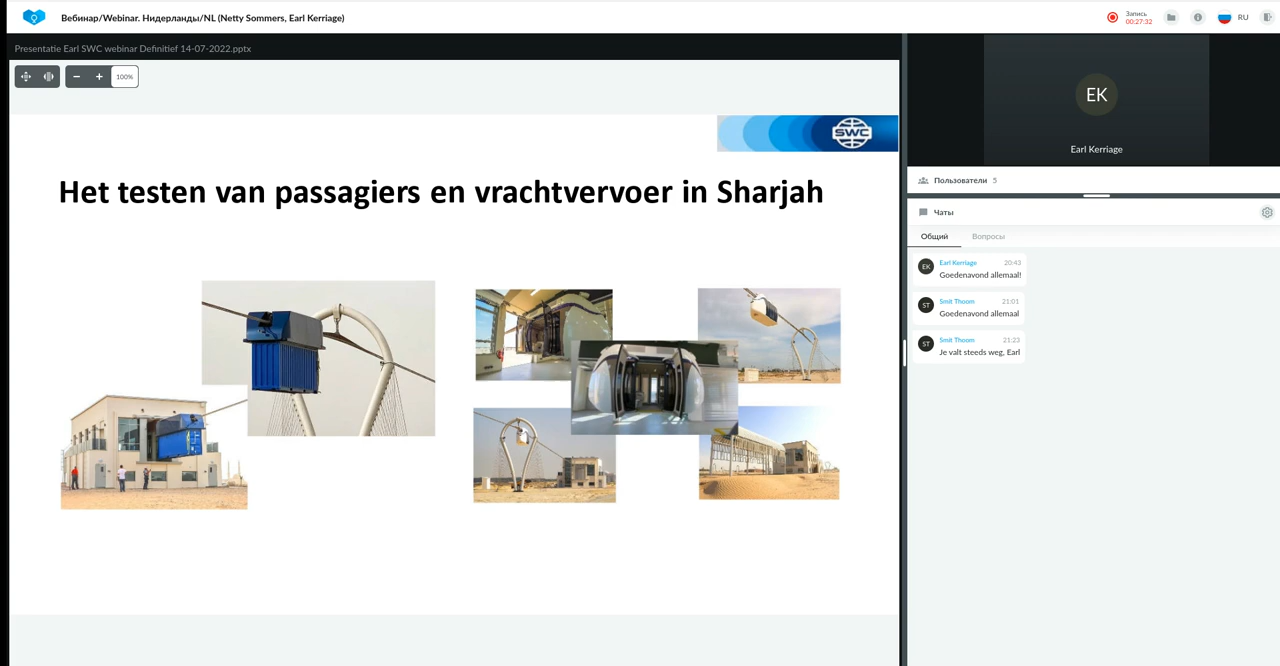 Вебинар/Webinar. Нидерланды/NL (Netty Sommers, Earl Kerriage)
Запись
00:27:32
RU
Presentatie Earl SWC webinar Definitief 14-07-2022.pptx
100%
SWC
Het testen van passagiers en vrachtvervoer in Sharjah
EK
Earl Kerriage
Пользователи 5
Чаты
Общий Вопросы
EK Earl Kerriage 20:43
Goedenavond allemaal!
ST Smit Thoom 21:01
Goedenavond allemaal
ST Smit Thoom 21:23
Je valt steeds weg, Earl